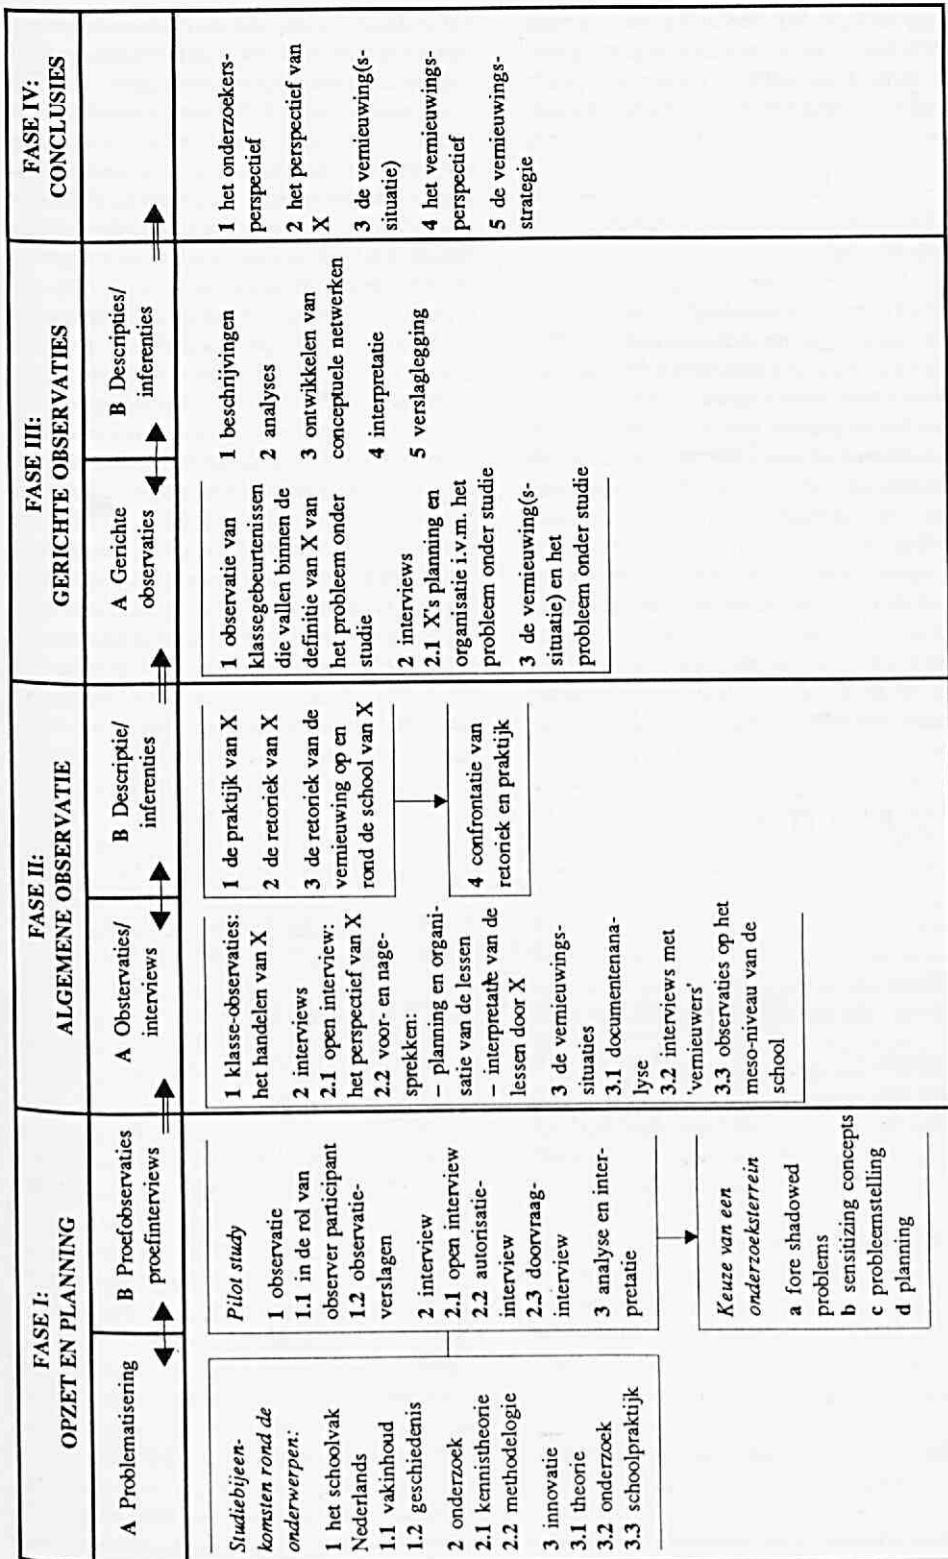 FASE I:
OPZET EN PLANNING
A Problematisering
B Proefobservaties
proefinterviews
Studiebijeen-
komsten rond de
onderwerpen:
1 het schoolvak
Nederlands
1.1 vakinhoud
1.2 geschiedenis
2 onderzoek
2.1 kennistheorie
2.2 methodelogie
3 innovatie
3.1 theorie
3.2 onderzoek
3.3 schoolpraktijk
Pilot study
1 observatie
1.1 in de rol van
observer participant
1.2 observatie-
verslagen
2 interview
2.1 open interview
2.2 autorisatie-
interview
2.3 doorvraag-
interview
3 analyse en inter-
pretatie
Keuze van een
onderzoeksterrein
a fore shadowed
problems
b sensitizing concepts
c probleemstelling
d planning
FASE II:
ALGEMENE OBSERVATIE
A Obstervaties/
interviews
B Descriptie/
inferenties
1 klasse-observaties:
het handelen van X
2 interviews
2.1 open interview:
het perspectief van X
2.2 voor- en nage-
sprekken:
– planning en organi-
satie van de lessen
– interpretatie van de
lessen door X
3 de vernieuwings-
situaties
3.1 documentenana-
lyse
3.2 interviews met
'vernieuwers'
3.3 observaties op het
meso-niveau van de
school
1 de praktijk van X
2 de retoriek van X
3 de retoriek van de
vernieuwing op en
rond de school van X
4 confrontatie van
retoriek en praktijk
FASE III:
GERICHTE OBSERVATIES
A Gerichte
observaties
B Descripties/
inferenties
1 observatie van
klassegebeurtenissen
die vallen binnen de
definitie van X van
het probleem onder
studie
2 interviews
2.1 X's planning en
organisatie i.v.m. het
probleem onder studie
3 de vernieuwing(s-
situatie) en het
probleem onder studie
1 beschrijvingen
2 analyses
3 ontwikkelen van
conceptuele netwerken
4 interpretatie
5 verslaglegging
FASE IV:
CONCLUSIES
1 het onderzoekers-
perspectief
2 het perspectief van
X
3 de vernieuwing(s-
situatie)
4 het vernieuwings-
perspectief
5 de vernieuwings-
strategie